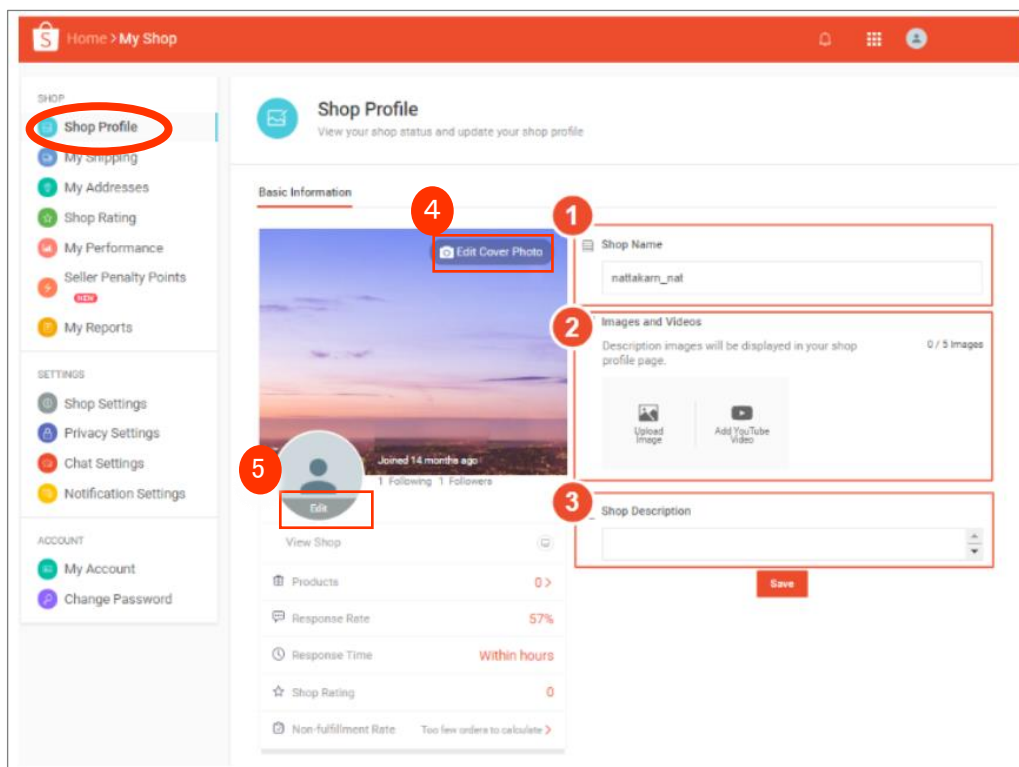 S Home > My Shop
SHOP
Shop Profile
My Shipping
My Addresses
Shop Rating
My Performance
Seller Penalty Points
NEW
My Reports
SETTINGS
Shop Settings
Privacy Settings
Chat Settings
Notification Settings
ACCOUNT
My Account
Change Password
Shop Profile
View your shop status and update your shop profile
Basic Information
4
Edit Cover Photo
5
Edit
Joined 14 months ago
1 Following 1 Followers
View Shop
Products 0 >
Response Rate 57%
Response Time Within hours
Shop Rating 0
Non-fulfillment Rate Too few orders to calculate >
1
Shop Name
nattakarn_nat
2
Images and Videos
Description images will be displayed in your shop
profile page.
0 / 5 Images
Upload
Image
Add YouTube
Video
3
Shop Description
Save